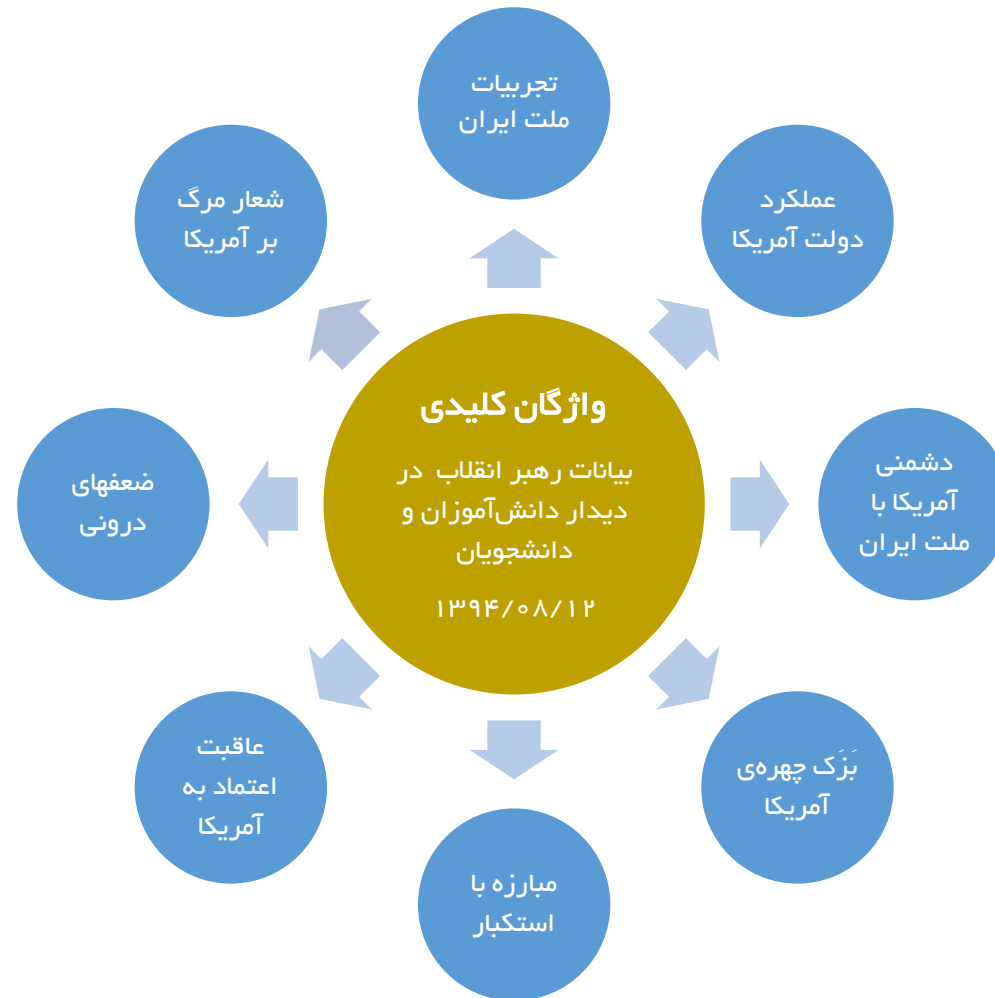 واژگان کلیدی
بیانات رهبر انقلاب در
دیدار دانش‌آموزان و
دانشجویان
۱۳۹۴/۰۸/۱۲
تجربیات
ملت ایران
عملکرد
دولت آمریکا
دشمنی
آمریکا با
ملت ایران
بَزَک چهره‌ی
آمریکا
مبارزه با
استکبار
عاقبت
اعتماد به
آمریکا
ضعفهای
درونی
شعار مرگ
بر آمریکا